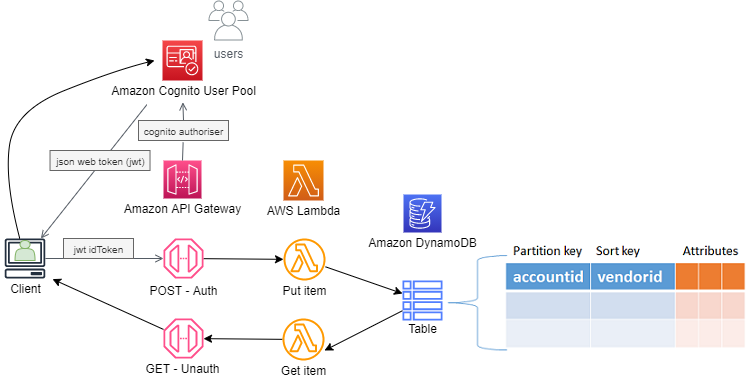 users
Amazon Cognito User Pool
cognito authoriser
json web token (jwt)
Amazon API Gateway
AWS Lambda
Amazon DynamoDB
jwt idToken
Client
POST - Auth
Put item
Table
GET - Unauth
Get item
Partition key
Sort key
Attributes
accountid
vendorid